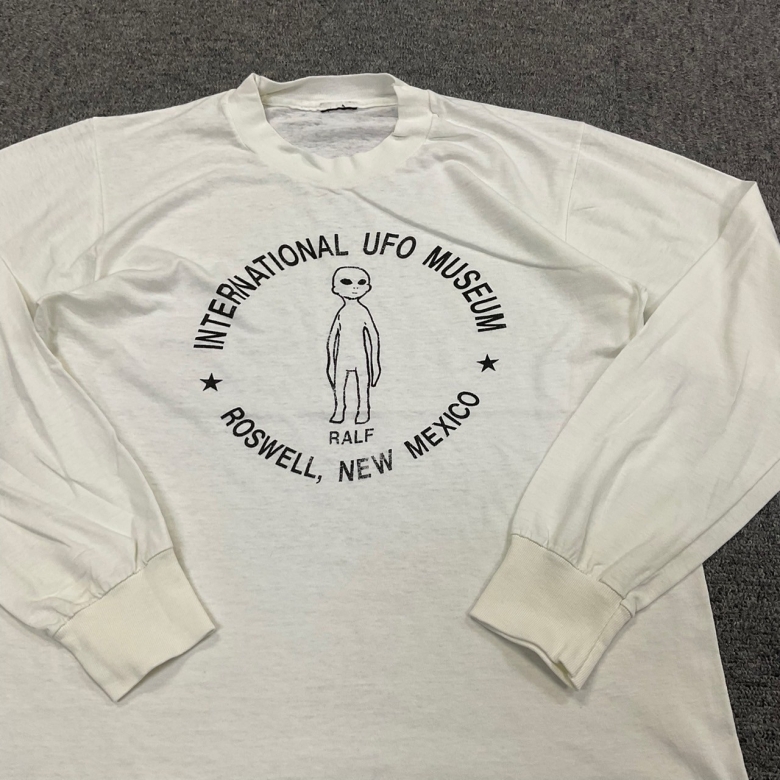 INTERNATIONAL UFO MUSEUM
★ ★
RALF
ROSWELL, NEW MEXICO